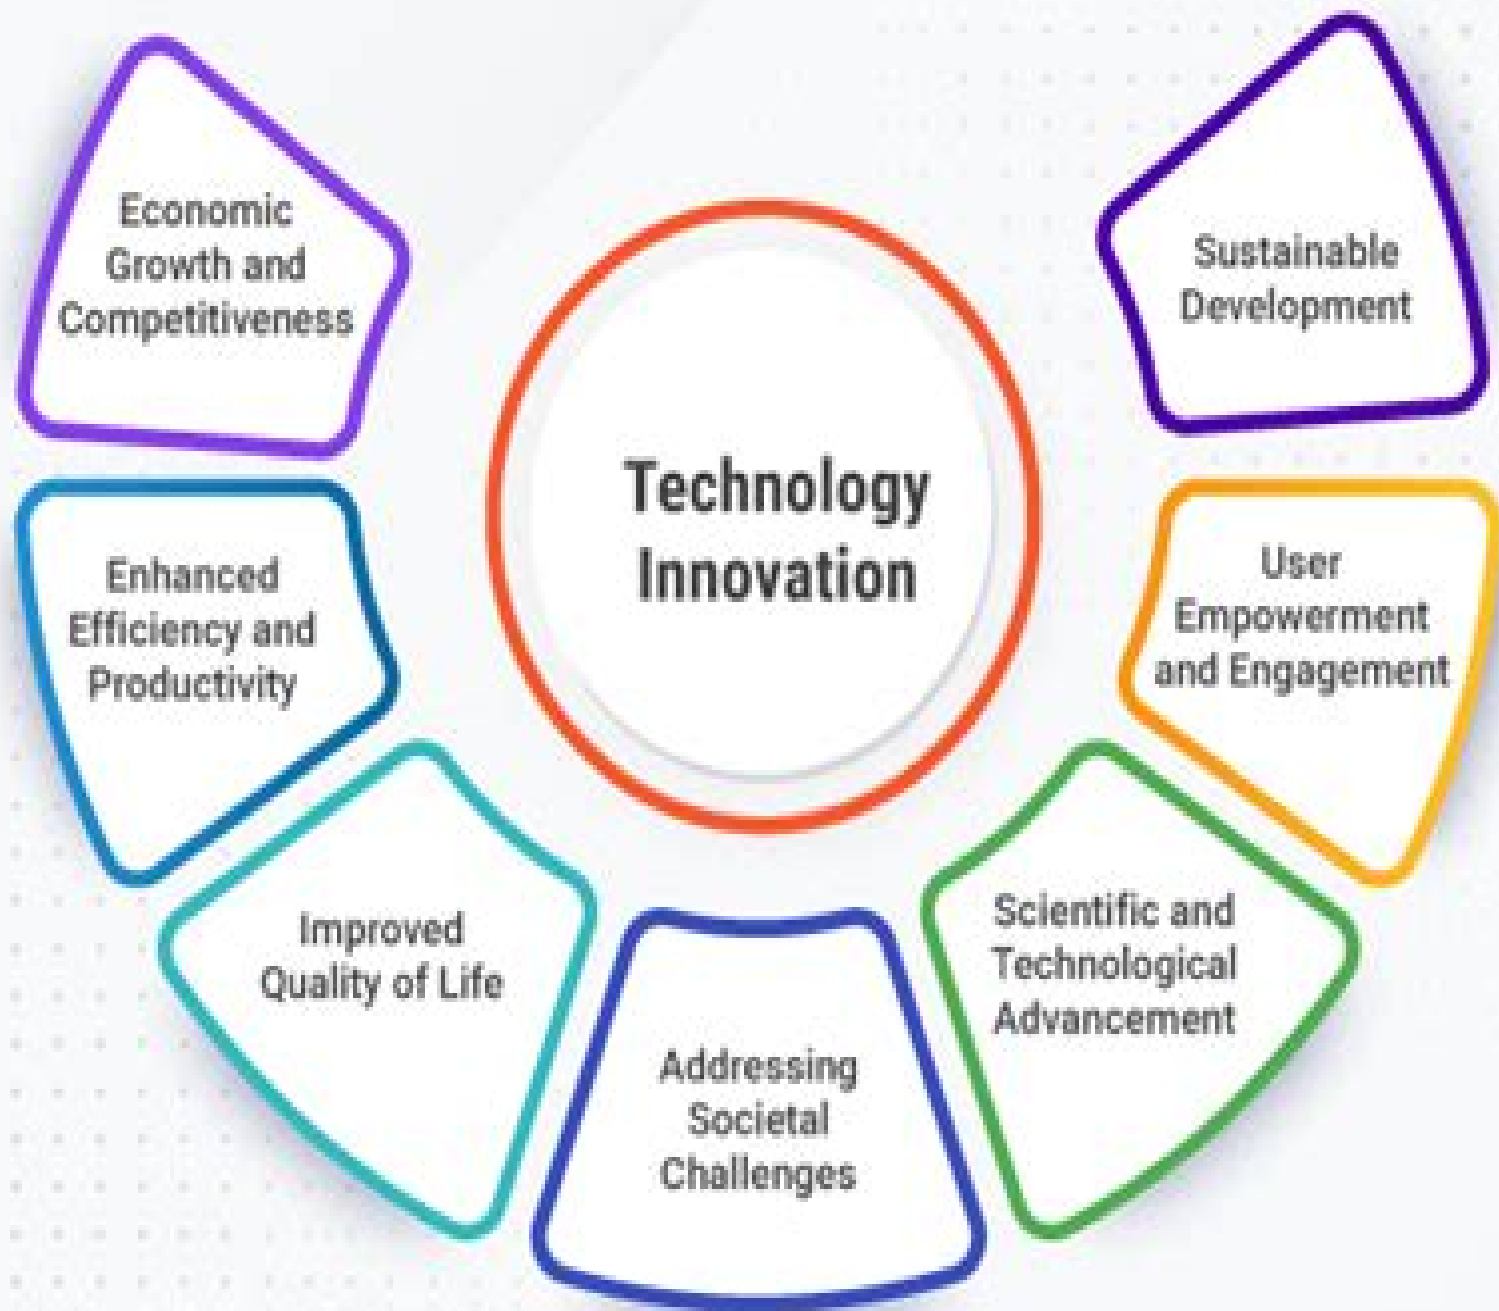 Economic
Growth and
Competitiveness
Enhanced
Efficiency and
Productivity
Improved
Quality of Life
Addressing
Societal
Challenges
Scientific and
Technological
Advancement
User
Empowerment
and Engagement
Sustainable
Development
Technology
Innovation